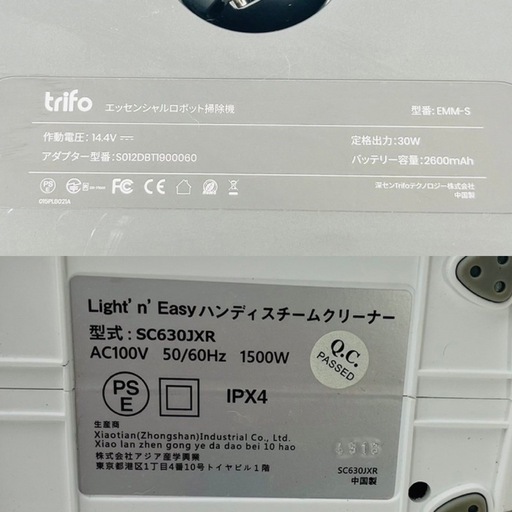 trifo エッセンシャルロボット掃除機 型番: EMM-S
作動電圧: 14.4V 定格出力: 30W
アダプター型番: S012DBT1900060 バッテリー容量: 2600mAh
FC CE
深センTrifoテクノロジー株式会社
中国製
Light'n'Easyハンディスチームクリーナー
型式: SC630JXR
AC100V 50/60Hz 1500W
PSE IPX4
Q.C.
PASSED
生産商
Xiaotian(Zhongshan)Industrial Co., Ltd.
Xiao lan zhen gong ye da dao bei 10 hao
株式会社アジア産学興業
東京都港区1丁目4番10号トイヤビル1階
SC630JXR
中国製